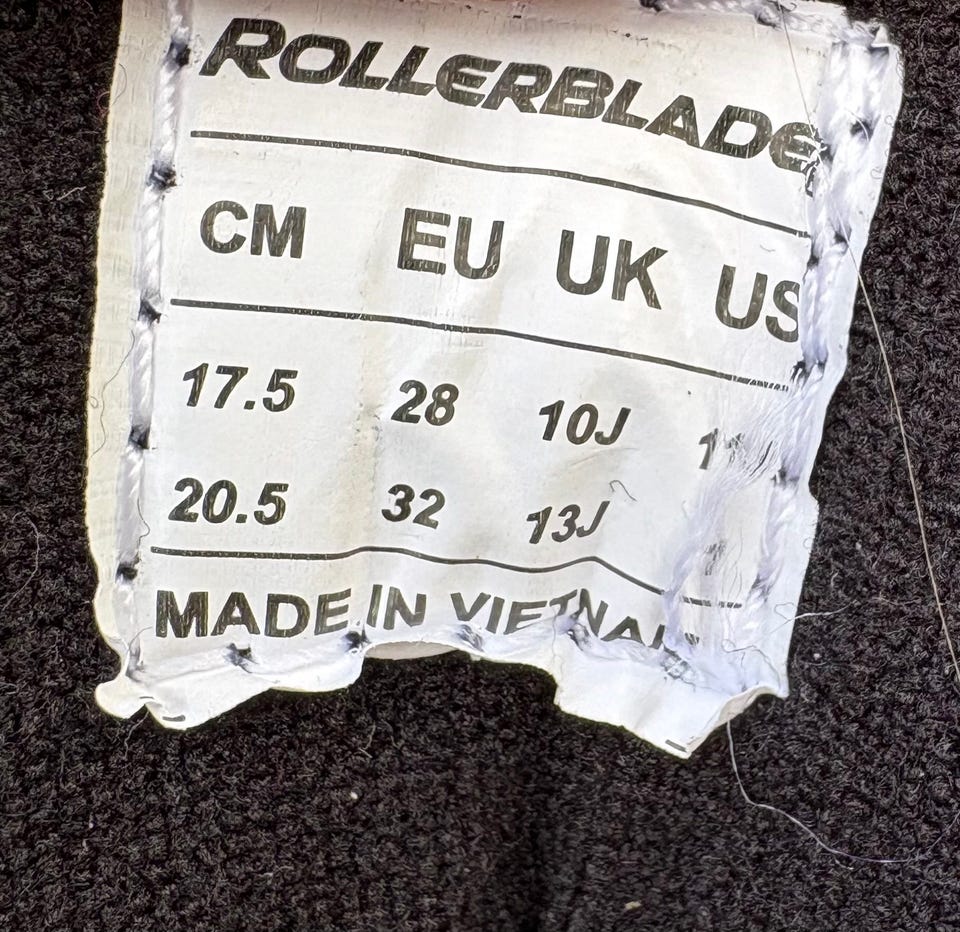 ROLLERBLADE
CM EU UK US
17.5 28 10J
20.5 32 13J
MADE IN VIETNAM